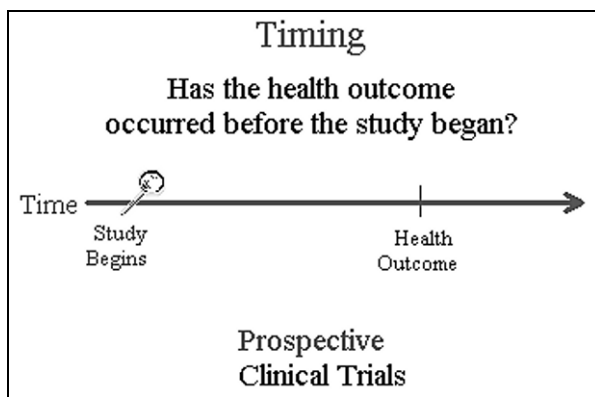 Timing
Has the health outcome
occurred before the study began?
Time
Study
Begins
Health
Outcome
Prospective
Clinical Trials